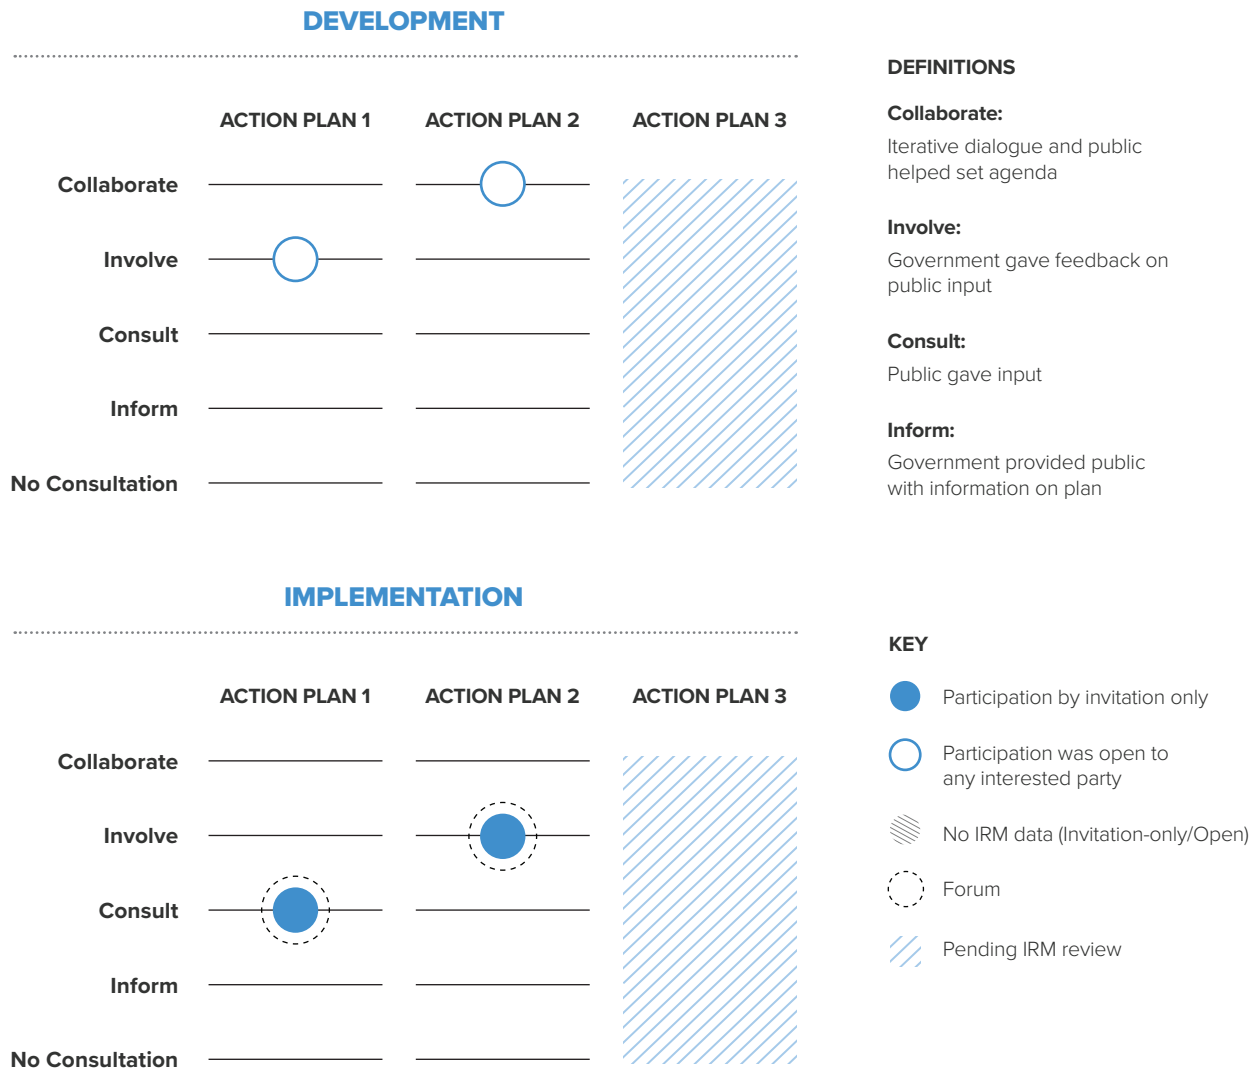 DEVELOPMENT
ACTION PLAN 1
ACTION PLAN 2
ACTION PLAN 3
Collaborate
Involve
Consult
Inform
No Consultation
DEFINITIONS
Collaborate:
Iterative dialogue and public
helped set agenda
Involve:
Government gave feedback on
public input
Consult:
Public gave input
Inform:
Government provided public
with information on plan
IMPLEMENTATION
ACTION PLAN 1
ACTION PLAN 2
ACTION PLAN 3
Collaborate
Involve
Consult
Inform
No Consultation
KEY
Participation by invitation only
Participation was open to
any interested party
No IRM data (Invitation-only/Open)
Forum
Pending IRM review